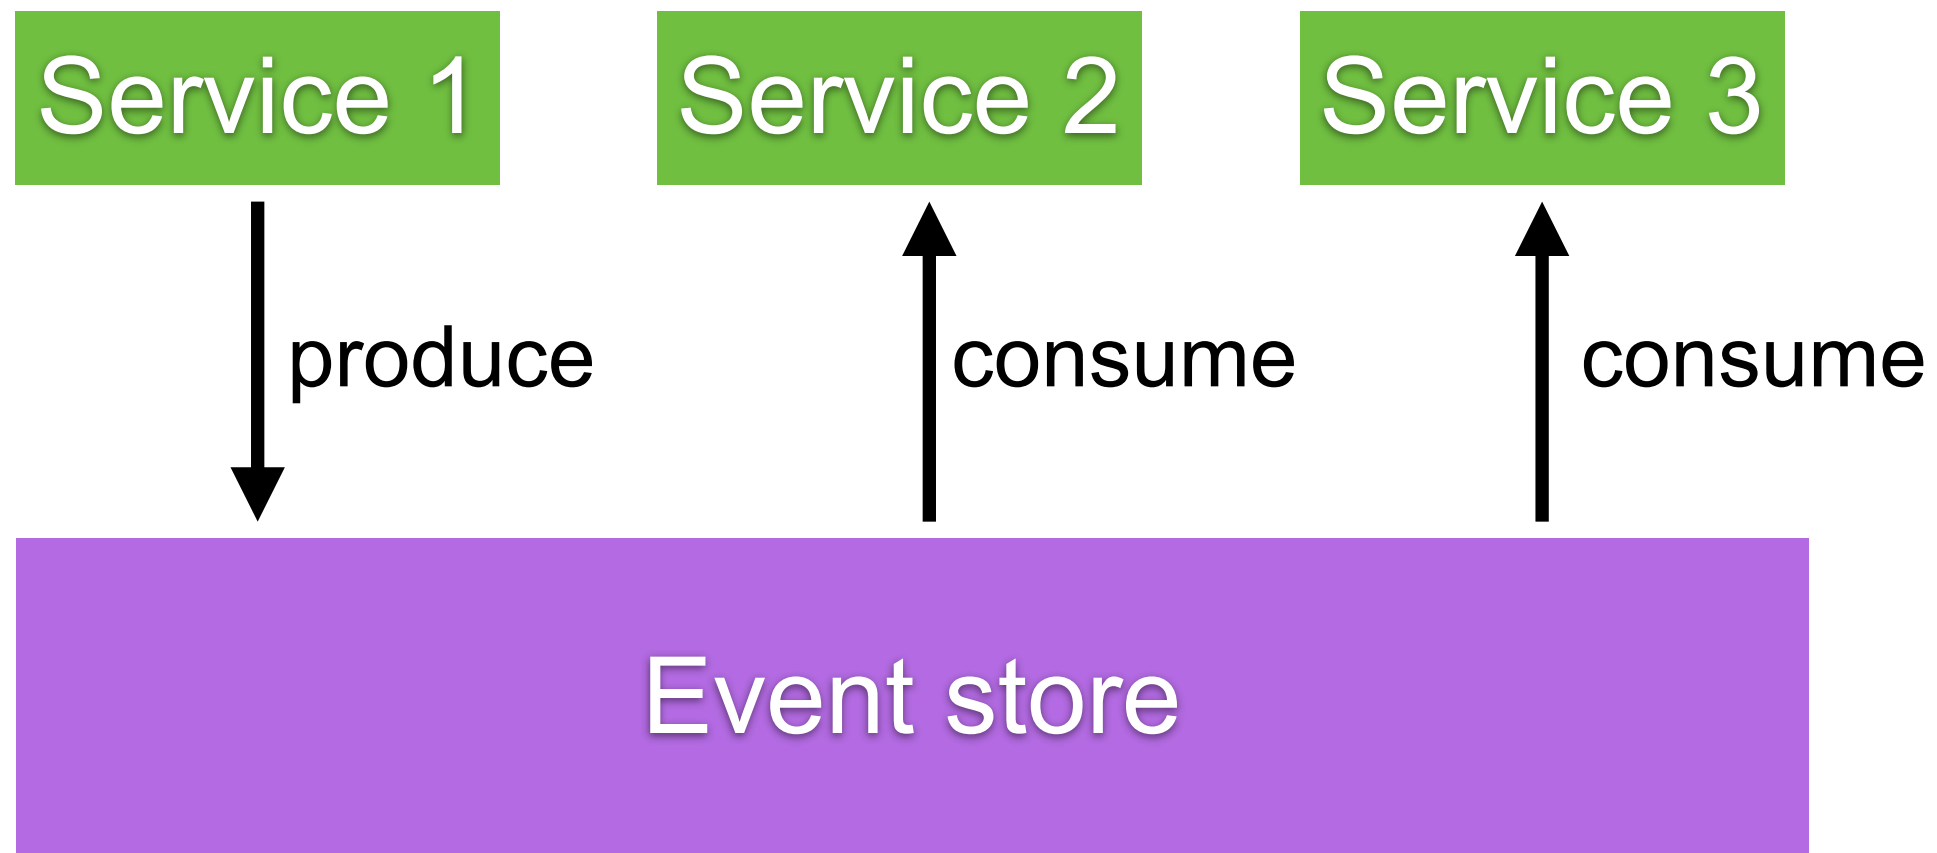 Service 1
Service 2
Service 3
produce
consume
consume
Event store